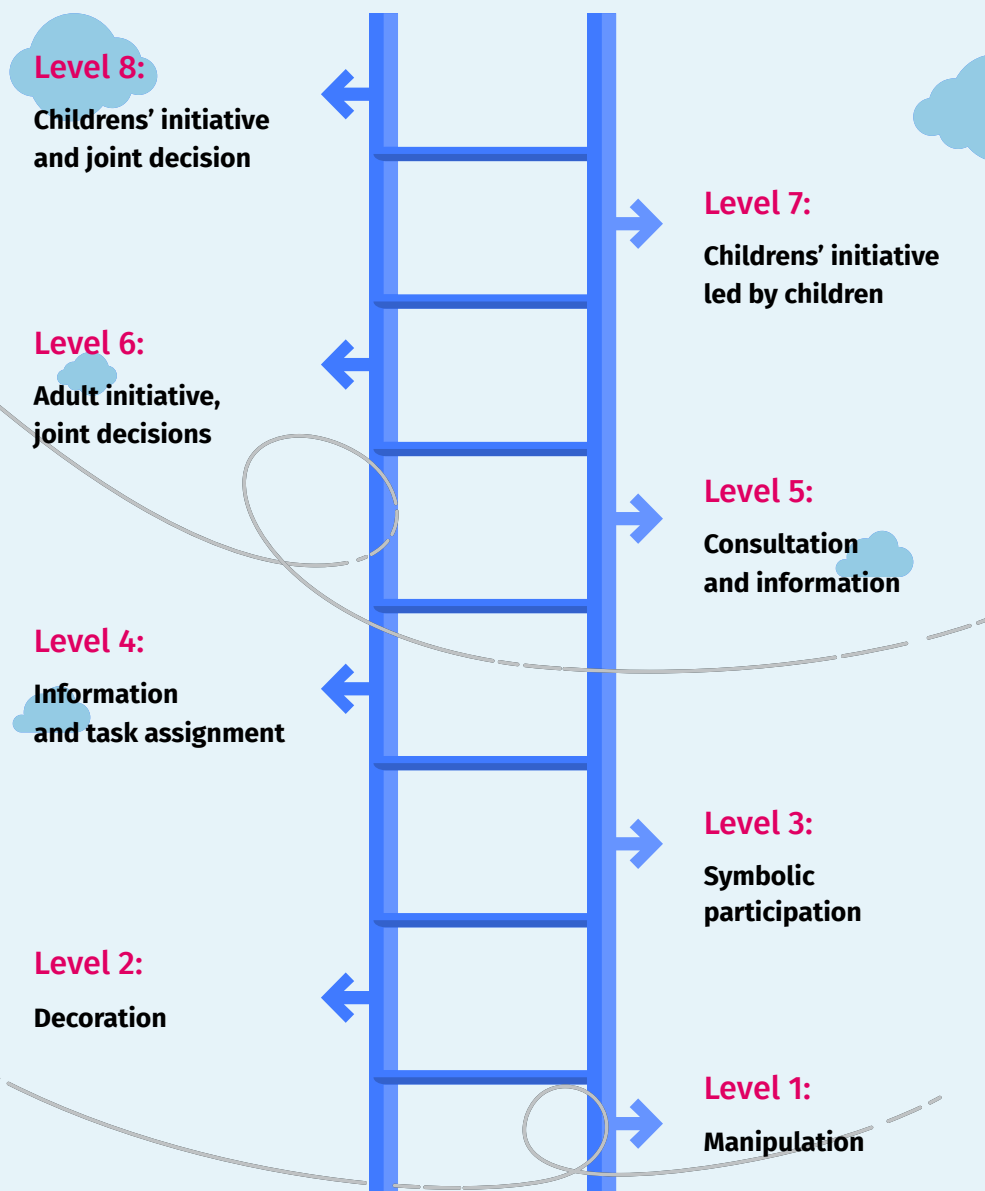 Level 8:
Childrens’ initiative
and joint decision
Level 7:
Childrens’ initiative
led by children
Level 6:
Adult initiative,
joint decisions
Level 5:
Consultation
and information
Level 4:
Information
and task assignment
Level 3:
Symbolic
participation
Level 2:
Decoration
Level 1:
Manipulation